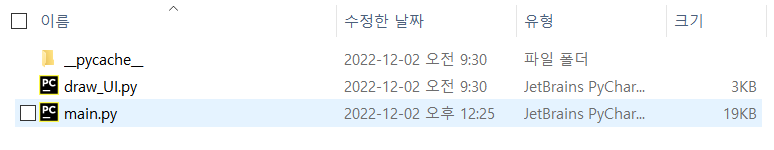 이름 수정한 날짜 유형 크기
__pycache__ 2022-12-02 오전 9:30 파일 폴더
PC draw_UI.py 2022-12-02 오전 9:30 JetBrains PyChar... 3KB
PC main.py 2022-12-02 오후 12:25 JetBrains PyChar... 19KB